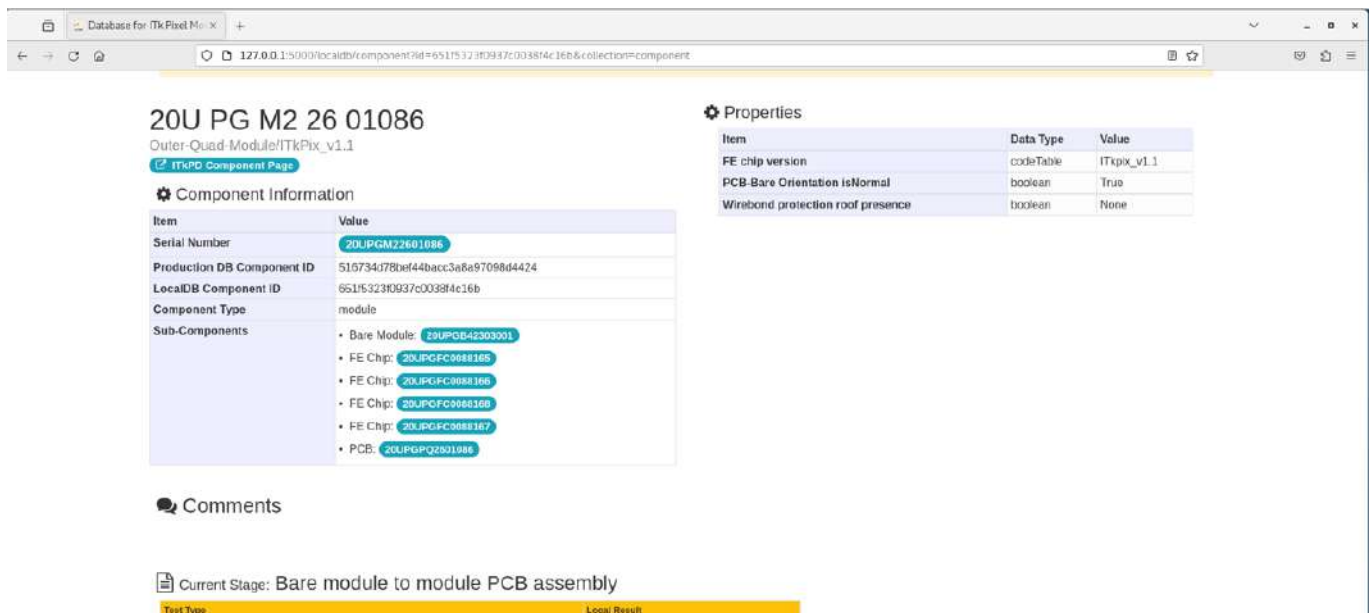 Database for ITk Pixel Mo
127.0.0.1:5000/localdb/component?id=651f5323f0937c0038f4c16b&collection=component
20U PG M2 26 01086
Outer-Quad-Module/ITkPix_v1.1
ITkPD Component Page
Component Information
Item Value
Serial Number 20UPGM22601086
Production DB Component ID 516734d78bef44bacc3a8a97098d4424
LocalDB Component ID 651f5323f0937c0038f4c16b
Component Type module
Sub-Components
• Bare Module: 20UPGB42303001
• FE Chip: 20UPGFC0088165
• FE Chip: 20UPGFC0088166
• FE Chip: 20UPGFC0088168
• FE Chip: 20UPGFC0088167
• PCB: 20UPGPQ2601086
Comments
Current Stage: Bare module to module PCB assembly
Test Type Local Result
Properties
Item Data Type Value
FE chip version codeTable ITkpix_v1.1
PCB-Bare Orientation isNormal boolean True
Wirebond protection roof presence boolean None